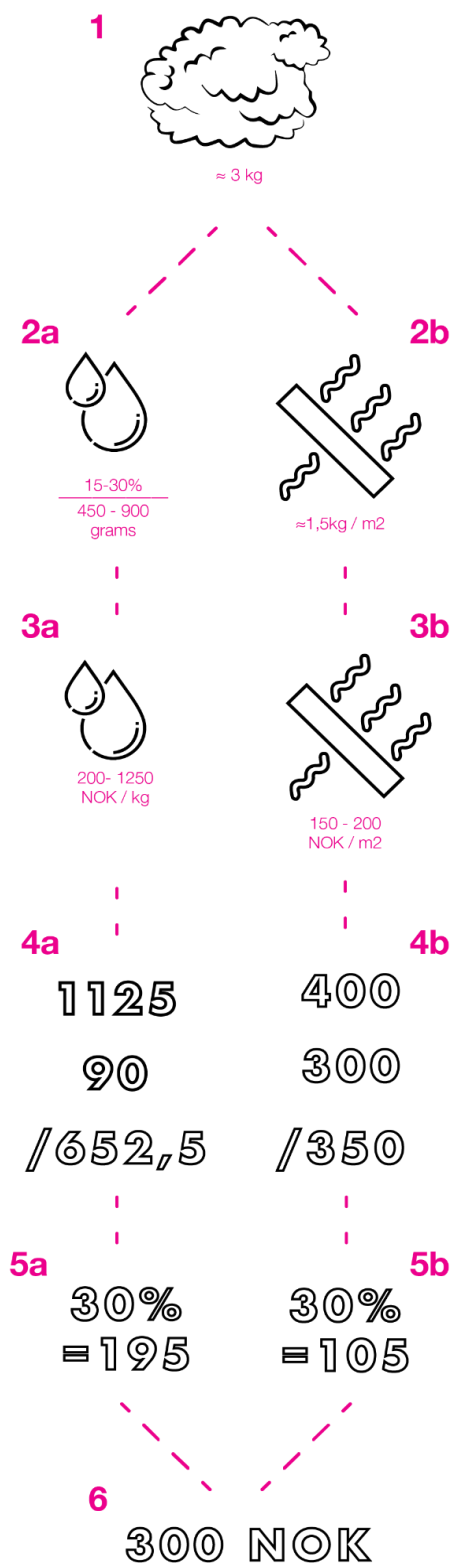 1
≈ 3 kg
2a
2b
15-30%
450 - 900
grams
≈1,5kg / m2
3a
3b
200- 1250
NOK / kg
150 - 200
NOK / m2
4a
4b
1125
400
90
300
/652,5
/350
5a
5b
30%
=195
30%
=105
6
300 NOK